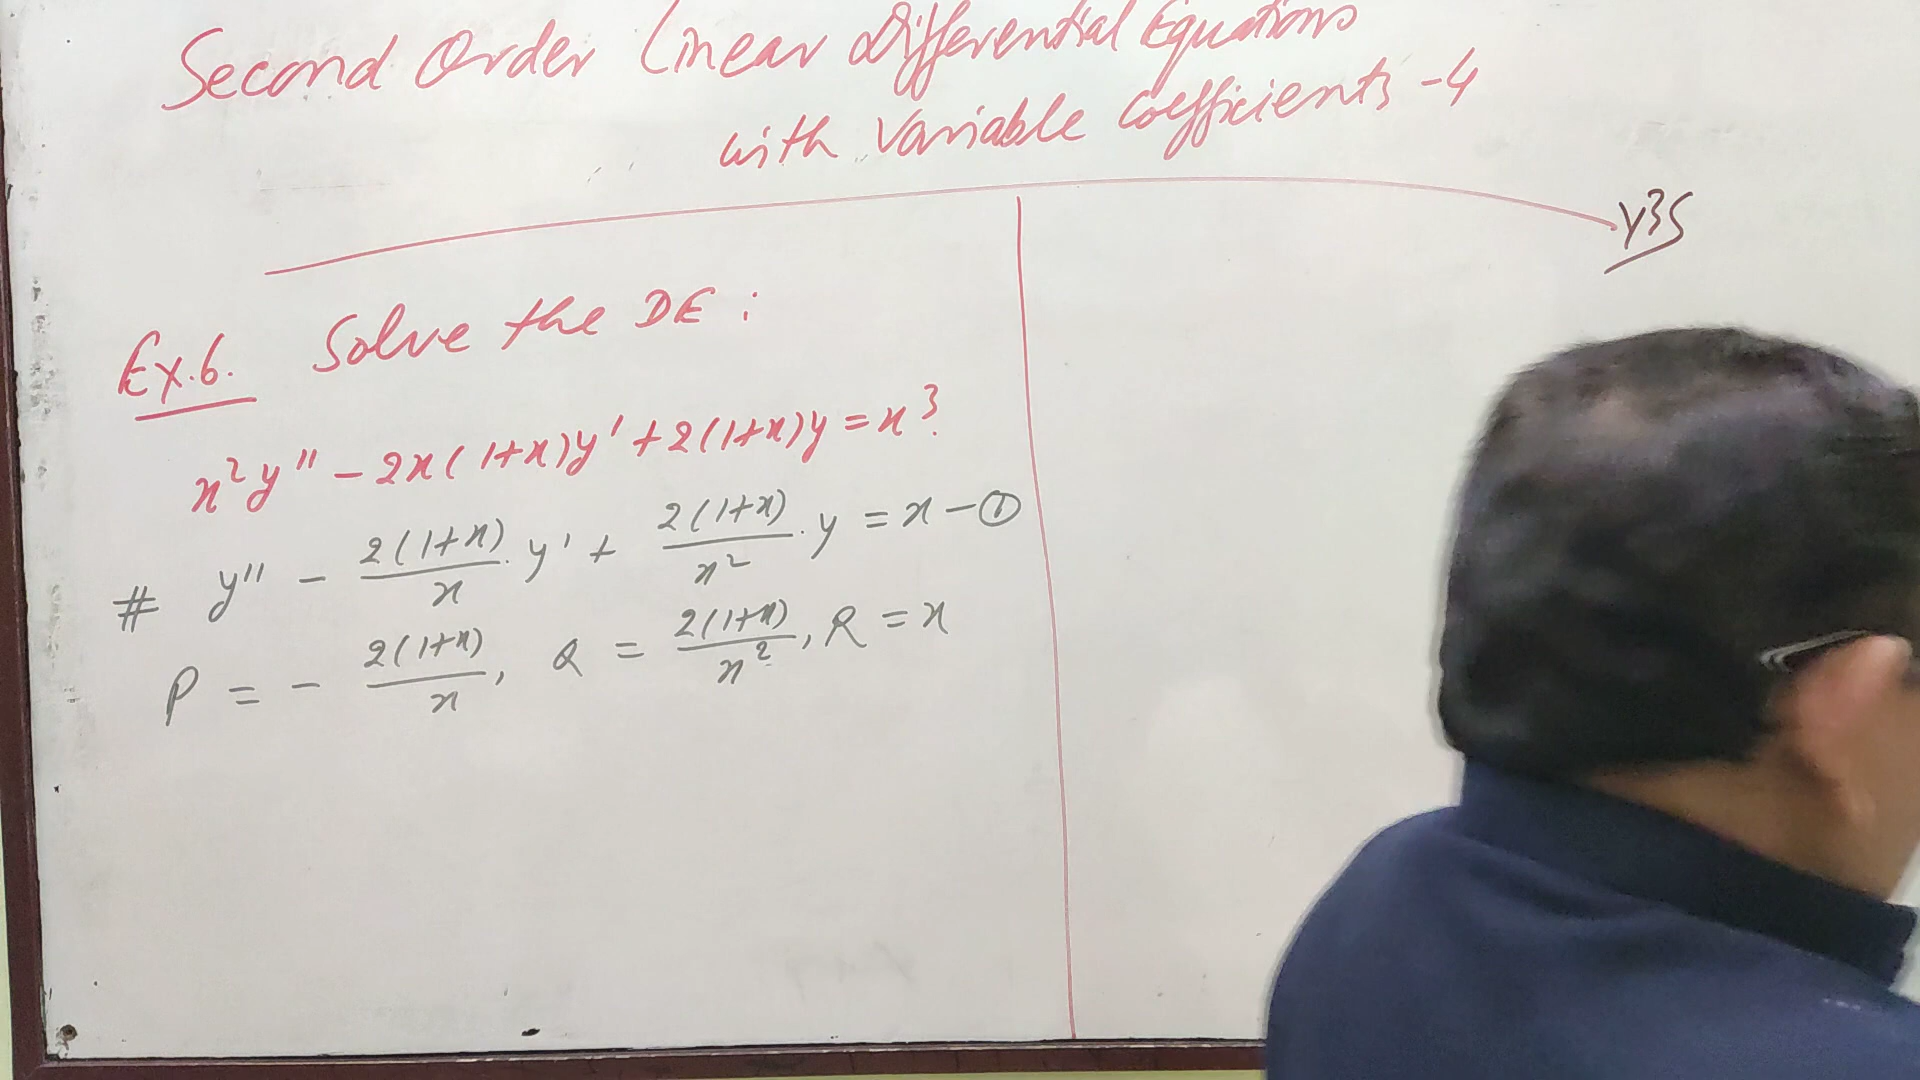 Second Order Linear Differential Equations
with Variable coefficients - 4
Y3S
Ex.6. Solve the DE :
x²y'' - 2x(1+x)y' + 2(1+x)y = x³.
# y'' - 2(1+x)/x . y' + 2(1+x)/x² . y = x - ①
P = - 2(1+x)/x, Q = 2(1+x)/x², R = x